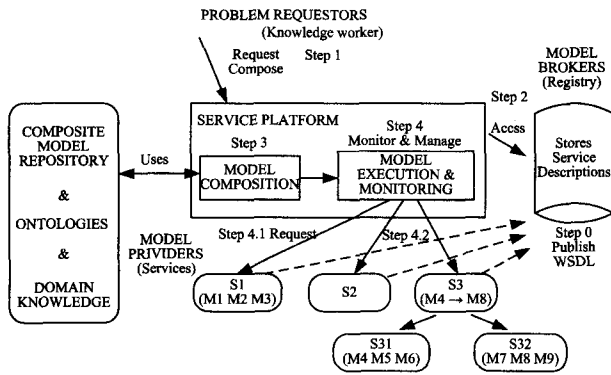 PROBLEM REQUESTORS
(Knowledge worker)
Request
Compose
Step 1
MODEL
BROKERS
(Registry)
Step 2
Access
Stores
Service
Descriptions
Step 0
Publish
WSDL
COMPOSITE
MODEL
REPOSITORY
&
ONTOLOGIES
&
DOMAIN
KNOWLEDGE
Uses
SERVICE PLATFORM
Step 3
MODEL
COMPOSITION
Step 4
Monitor & Manage
MODEL
EXECUTION &
MONITORING
MODEL
PROVIDERS
(Services)
Step 4.1 Request
Step 4.2
S1
(M1 M2 M3)
S2
S3
(M4 → M8)
S31
(M4 M5 M6)
S32
(M7 M8 M9)